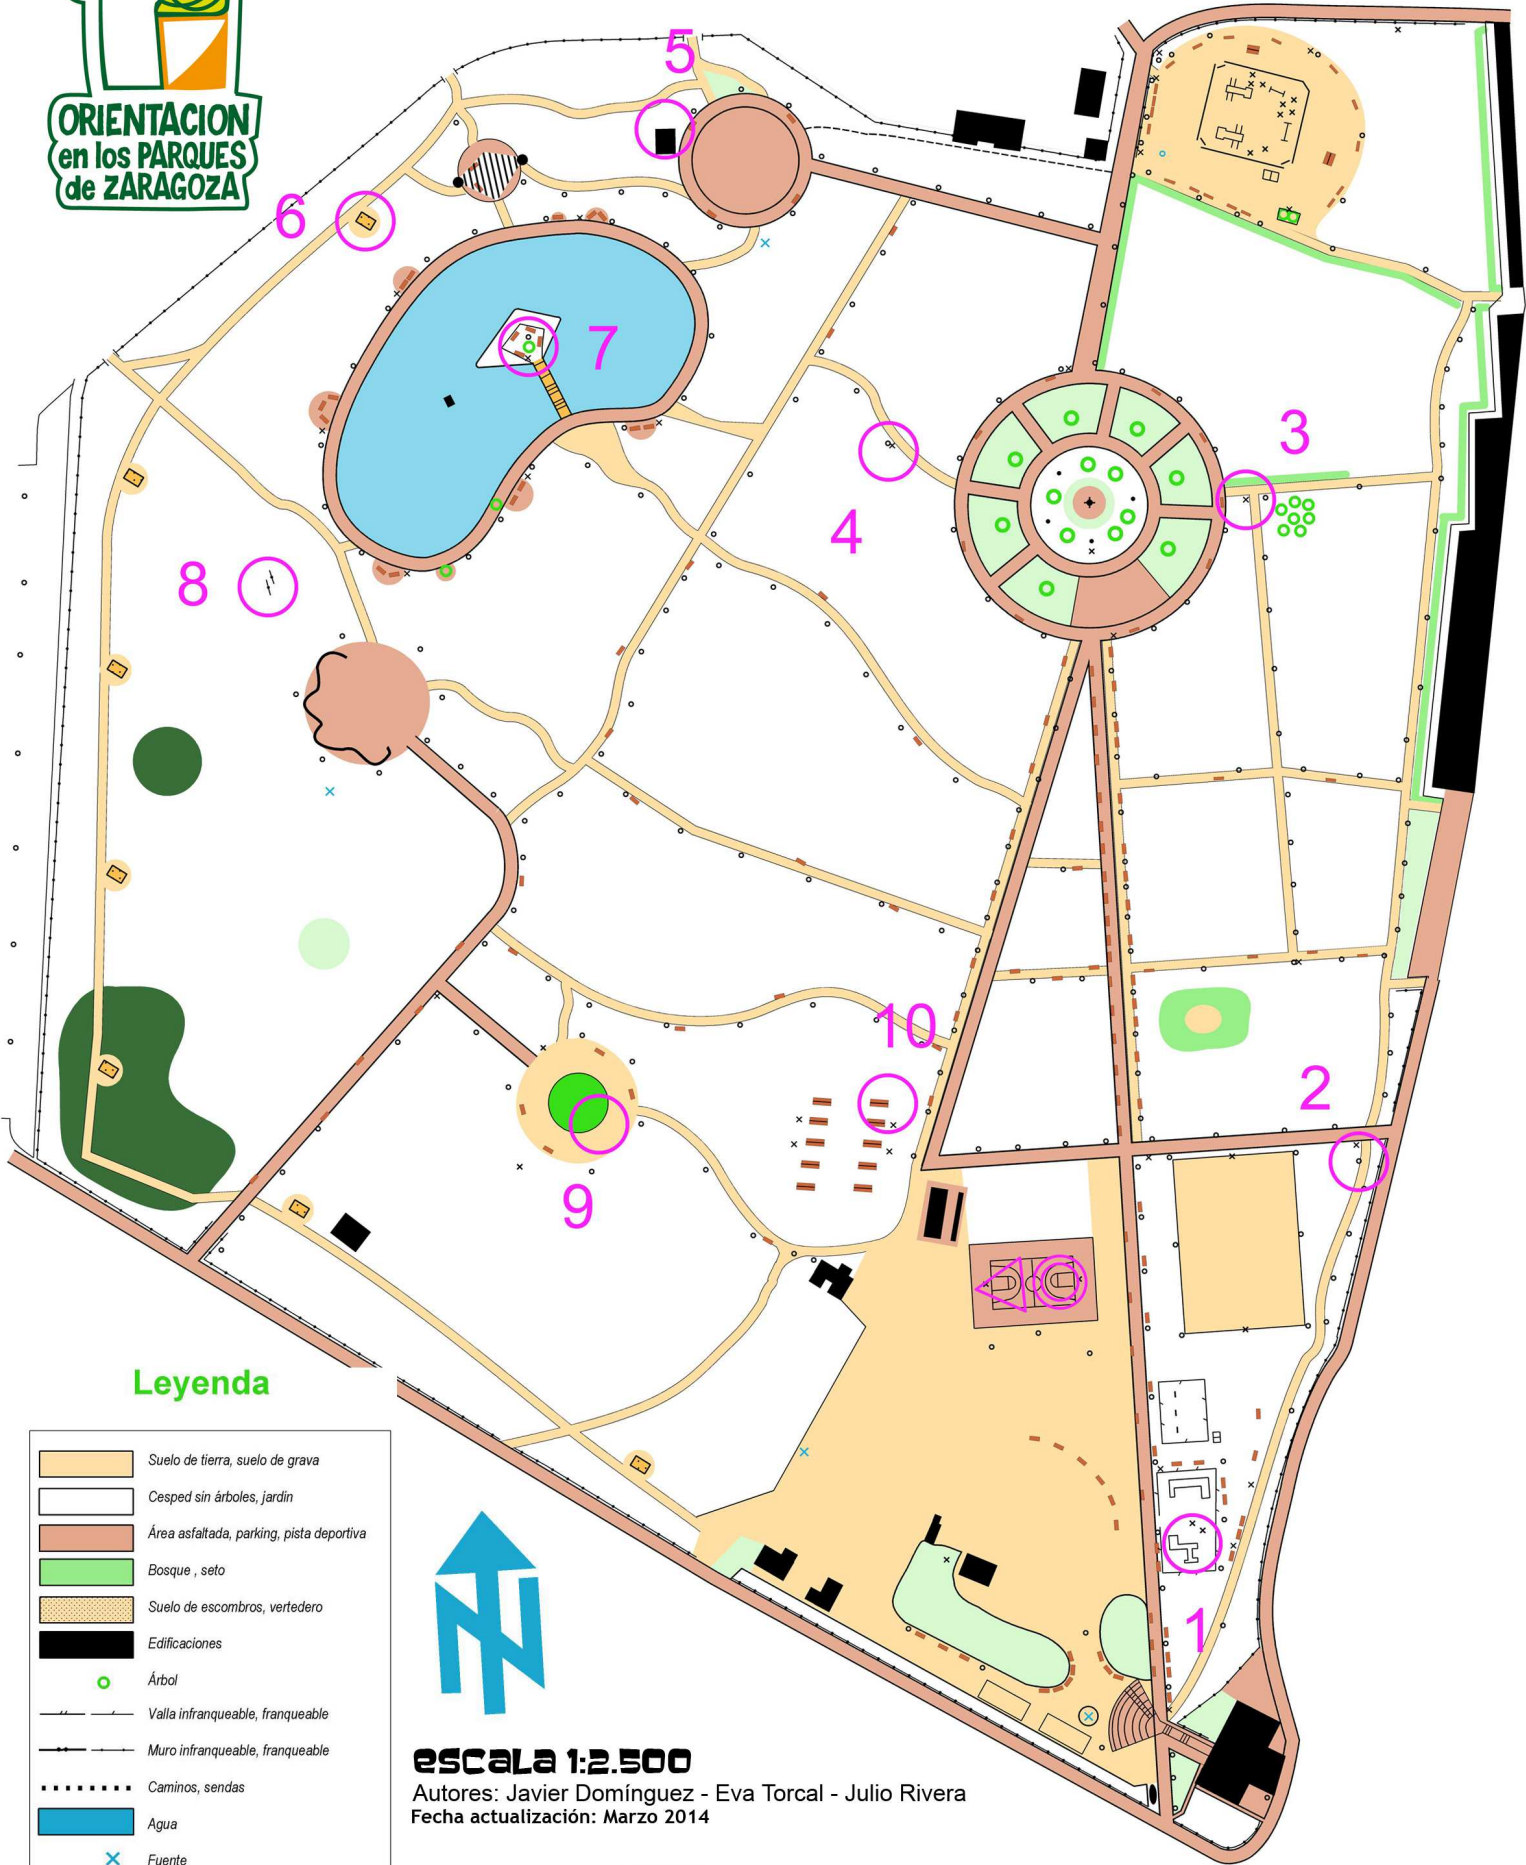 ORIENTACION
en los PARQUES
de ZARAGOZA
5
6
7
3
4
8
10
2
9
1
Leyenda
Suelo de tierra, suelo de grava
Cesped sin árboles, jardin
Área asfaltada, parking, pista deportiva
Bosque , seto
Suelo de escombros, vertedero
Edificaciones
Árbol
Valla infranqueable, franqueable
Muro infranqueable, franqueable
Caminos, sendas
Agua
Fuente
N
escala 1:2.500
Autores: Javier Domínguez - Eva Torcal - Julio Rivera
Fecha actualización: Marzo 2014